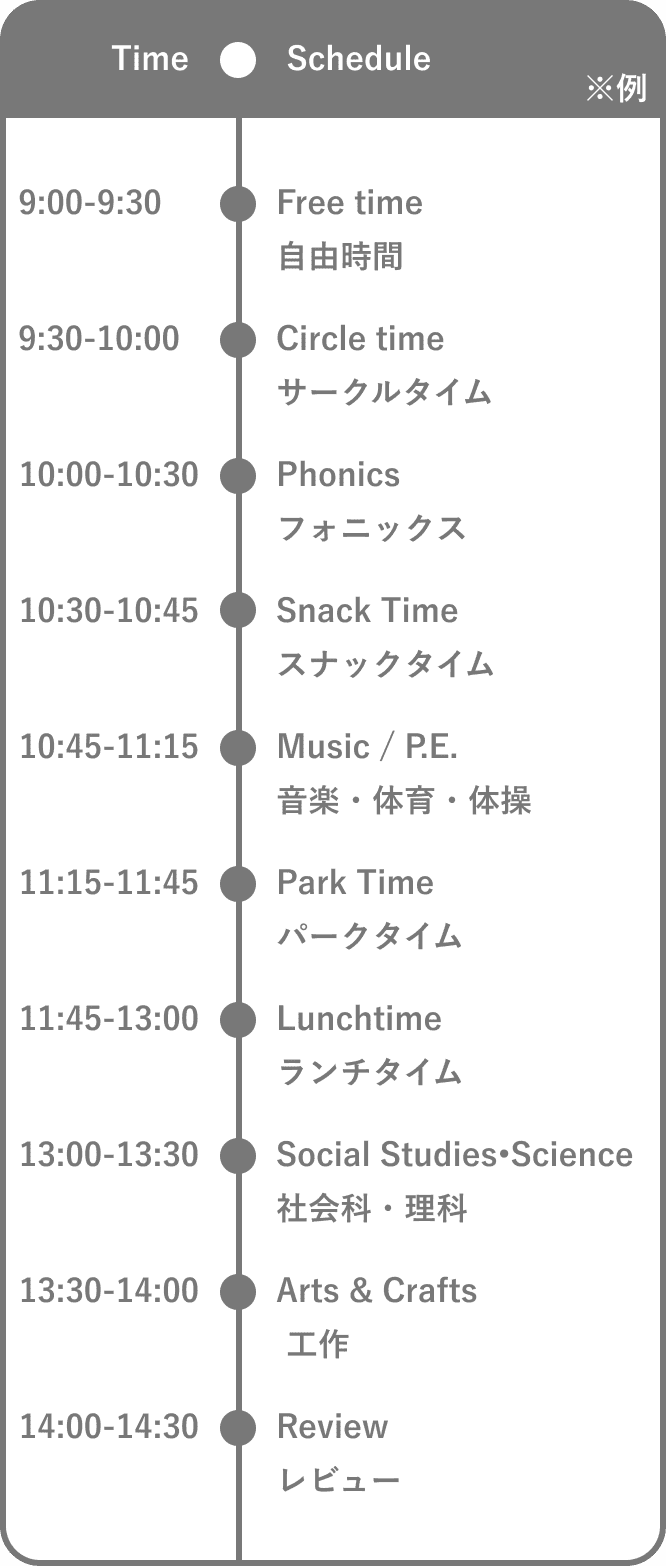 Time Schedule
※例
9:00-9:30 Free time
自由時間
9:30-10:00 Circle time
サークルタイム
10:00-10:30 Phonics
フォニックス
10:30-10:45 Snack Time
スナックタイム
10:45-11:15 Music / P.E.
音楽・体育・体操
11:15-11:45 Park Time
パークタイム
11:45-13:00 Lunchtime
ランチタイム
13:00-13:30 Social Studies•Science
社会科・理科
13:30-14:00 Arts & Crafts
工作
14:00-14:30 Review
レビュー